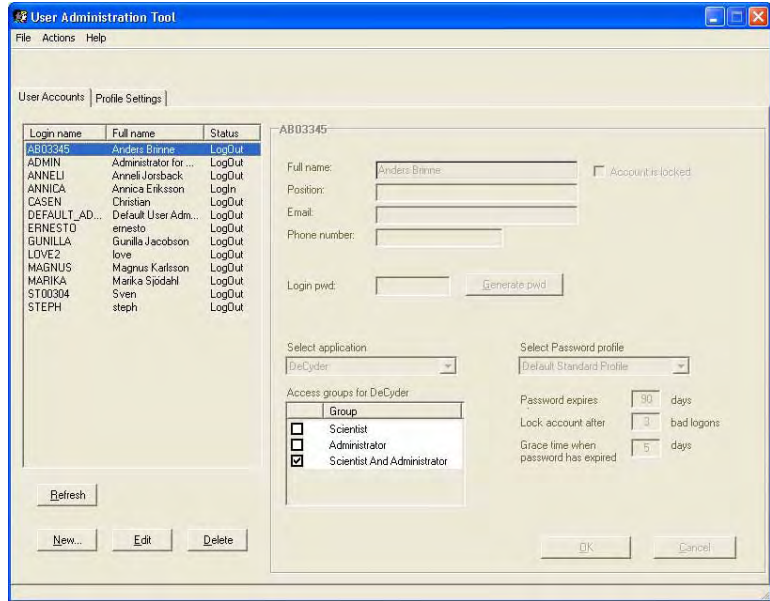 User Administration Tool
File Actions Help
User Accounts Profile Settings
Login name Full name Status
AB03345 Anders Brinne LogOut
ADMIN Administrator for ... LogOut
ANNELI Anneli Jorsback LogOut
ANNICA Annica Eriksson LogIn
CASEN Christian LogOut
DEFAULT_AD... Default User Adm... LogOut
ERNESTO ernesto LogOut
GUNILLA Gunilla Jacobson LogOut
LOVE2 love LogOut
MAGNUS Magnus Karlsson LogOut
MARIKA Marika Sjödahl LogOut
ST00304 Sven LogOut
STEPH steph LogOut
Refresh
New... Edit Delete
AB03345
Full name: Anders Brinne Account is locked
Position:
Email:
Phone number:
Login pwd: Generate pwd
Select application Select Password profile
DeCyder Default Standard Profile
Access groups for DeCyder
Group
Scientist
Administrator
Scientist And Administrator
Password expires 90 days
Lock account after 3 bad logons
Grace time when
password has expired 5 days
OK Cancel